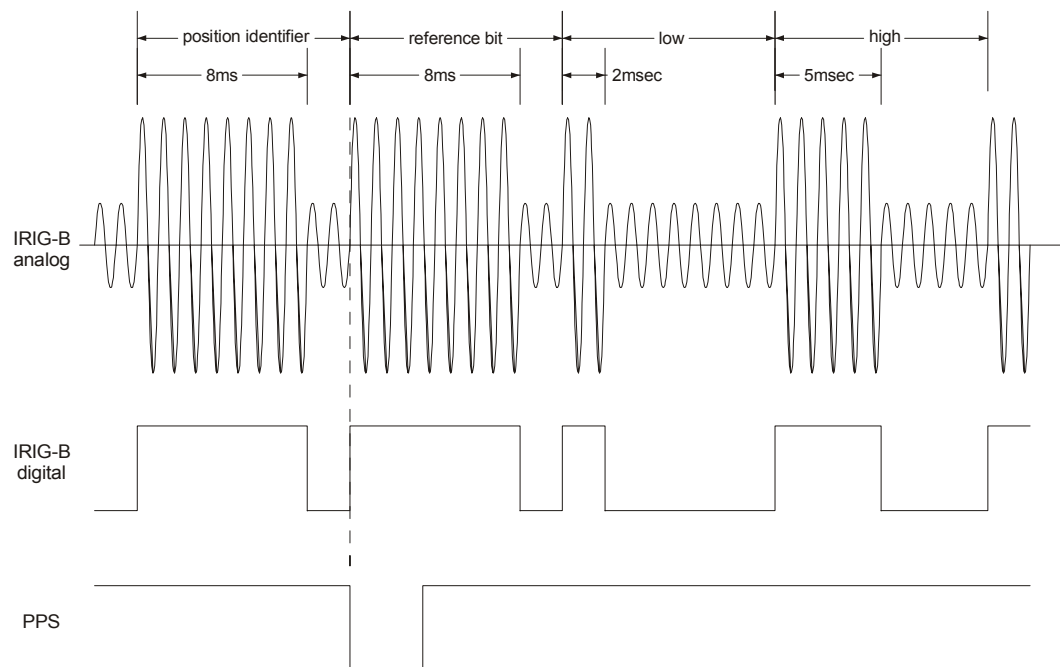 position identifier
reference bit
low
high
8ms
8ms
2msec
5msec
IRIG-B
analog
IRIG-B
digital
PPS